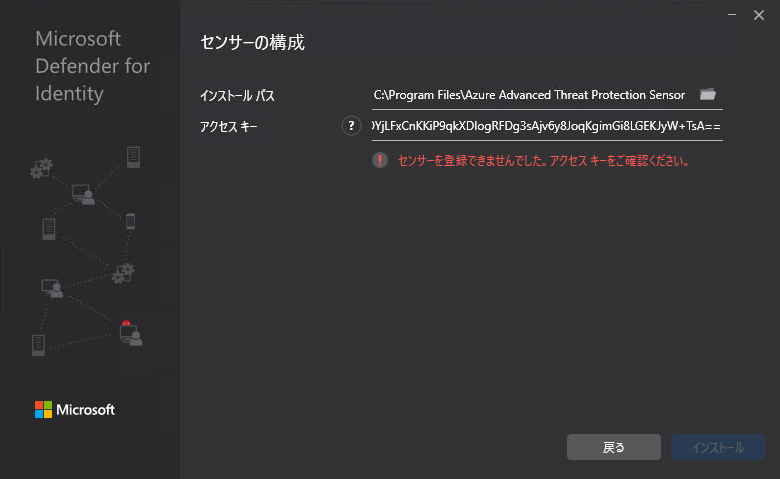 Microsoft
Defender for
Identity
センサーの構成
インストール パス
C:\Program Files\Azure Advanced Threat Protection Sensor
アクセス キー
?
YjLFxCnKKiP9qkXDIogRFDg3sAjv6y8JoqKgimGi8LGEKJyW+TsA==
センサーを登録できませんでした。アクセス キーをご確認ください。
Microsoft
戻る
インストール